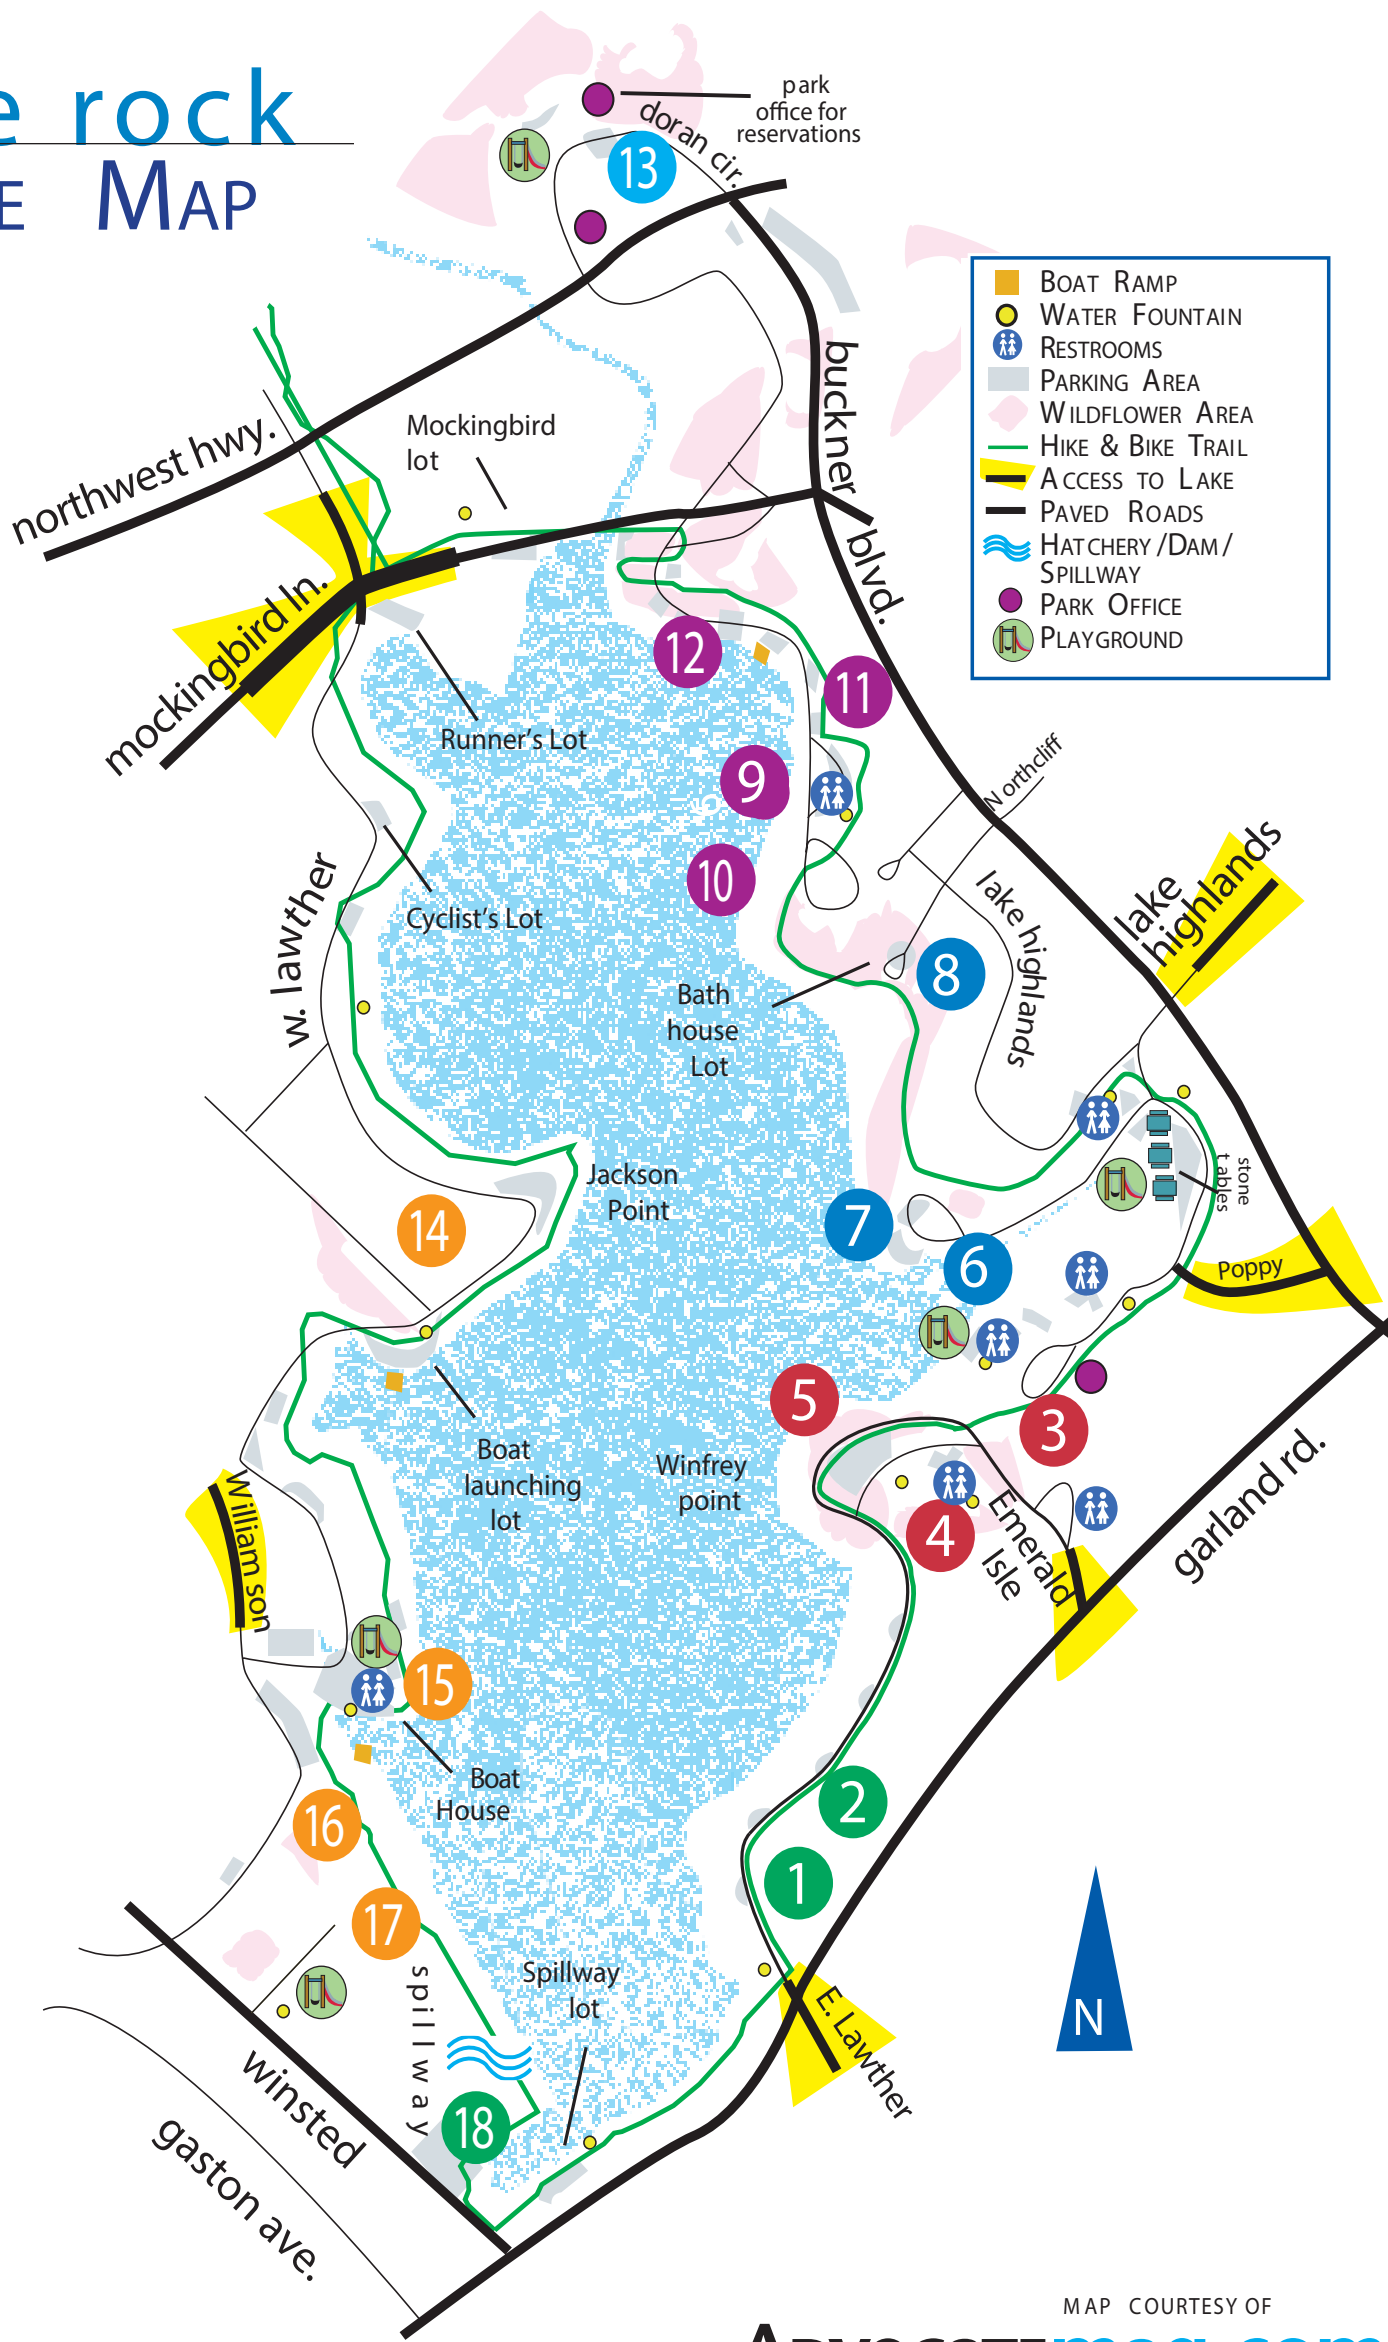 e rock
E MAP
park
office for
reservations
doran cir.
13
BOAT RAMP
WATER FOUNTAIN
RESTROOMS
PARKING AREA
WILDFLOWER AREA
HIKE & BIKE TRAIL
ACCESS TO LAKE
PAVED ROADS
HATCHERY/DAM/
SPILLWAY
PARK OFFICE
PLAYGROUND
northwest hwy.
Mockingbird
lot
buckner
blvd.
mockingbird ln.
12
11
Runner's Lot
9
Northcliff
10
w. lawther
Cyclist's Lot
lake
highlands
lake highlands
8
Bath
house
Lot
stone
tables
Jackson
Point
14
7
6
Poppy
5
3
Boat
launching
lot
Winfrey
point
4
Emerald
Isle
garland rd.
William son
15
Boat
House
2
16
1
17
spillway
Spillway
lot
E. Lawther
N
18
winsted
gaston ave.
MAP COURTESY OF
ADVOCATEmag.com